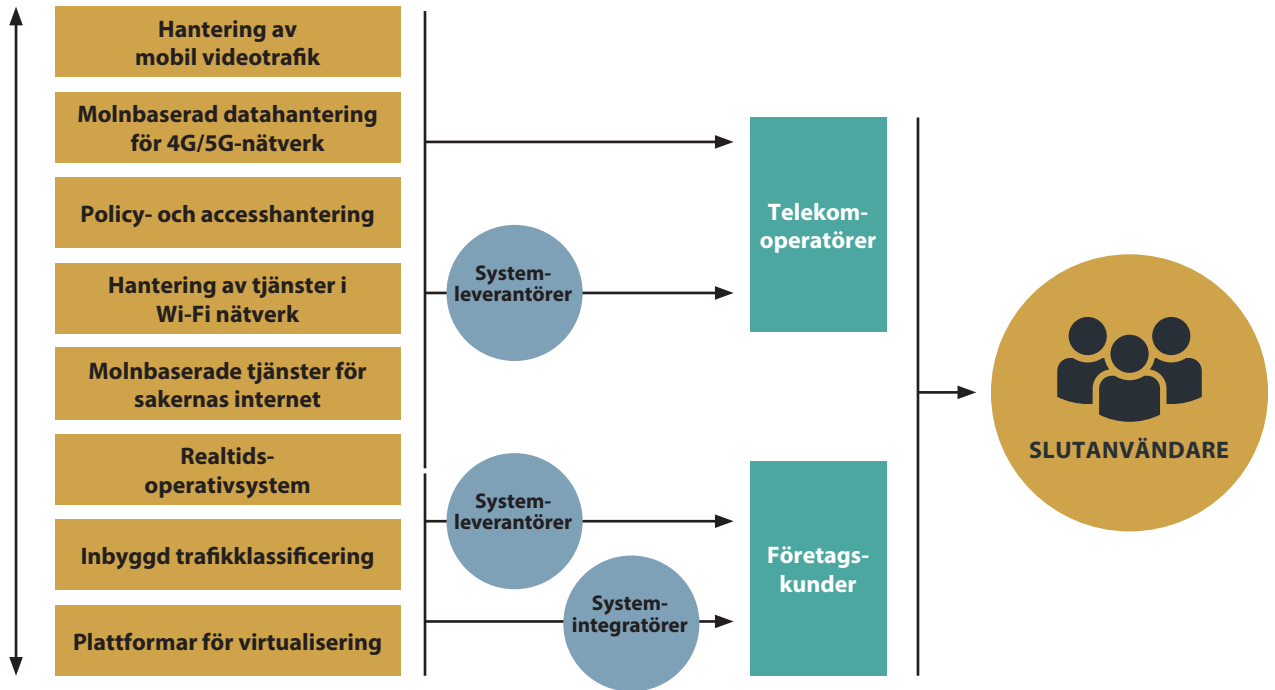 Hantering av
mobil videotrafik
Molnbaserad datahantering
för 4G/5G-nätverk
Policy- och accesshantering
Hantering av tjänster i
Wi-Fi nätverk
Molnbaserade tjänster för
sakernas internet
Realtids-
operativsystem
Inbyggd trafikklassificering
Plattformar för virtualisering
System-
leverantörer
System-
leverantörer
System-
integratörer
Telekom-
operatörer
Företags-
kunder
SLUTANVÄNDARE